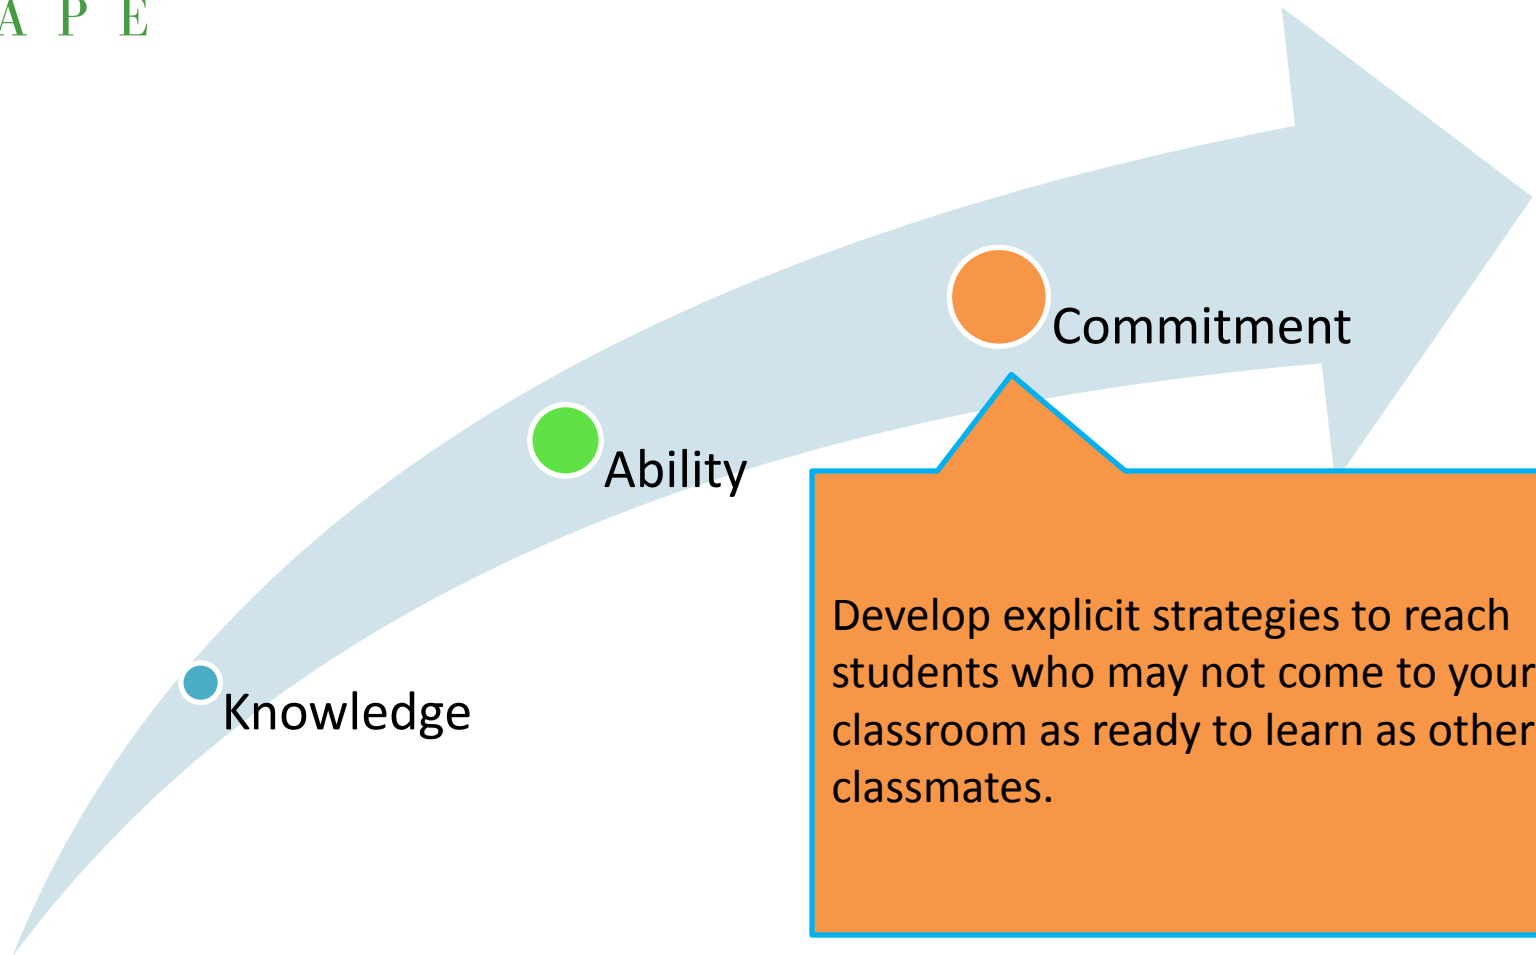 A P E
Commitment
Ability
Knowledge
Develop explicit strategies to reach
students who may not come to your
classroom as ready to learn as other
classmates.